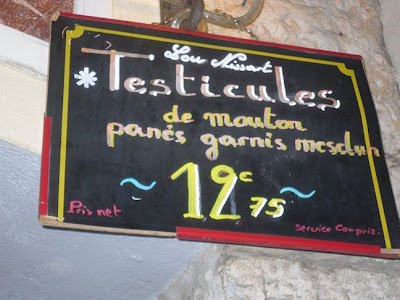 Lou Nissart
*Testicules
de mouton
panés garnis mesclun
~ 12€75 ~
Prix net
service compris.